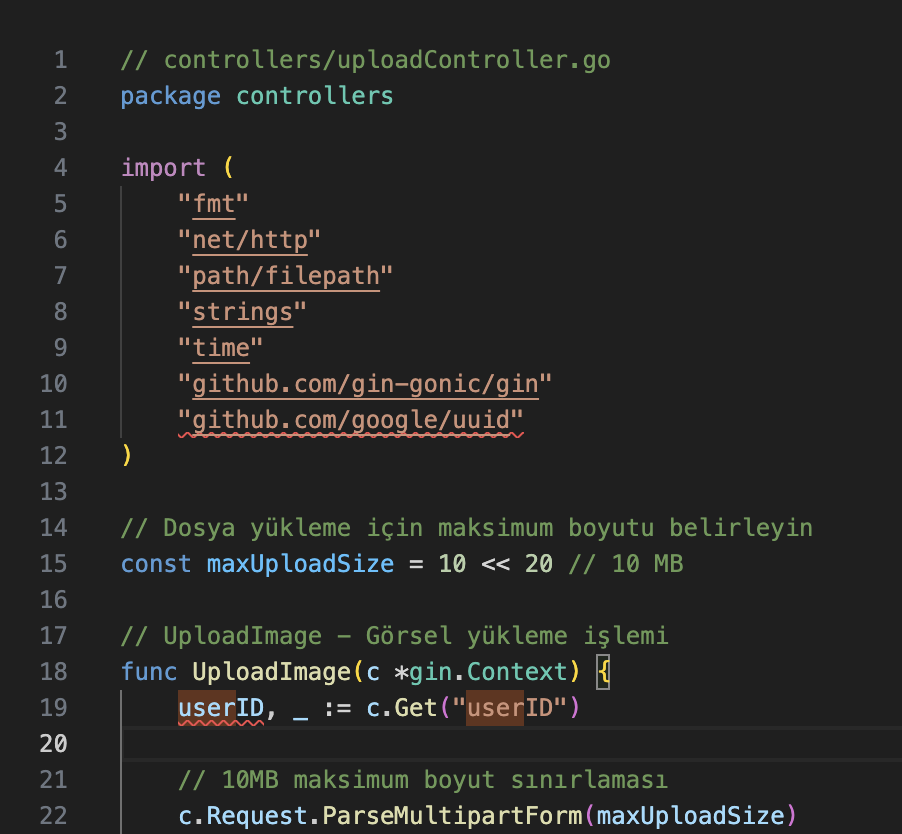 1 // controllers/uploadController.go
2 package controllers
3
4 import (
5 "fmt"
6 "net/http"
7 "path/filepath"
8 "strings"
9 "time"
10 "github.com/gin-gonic/gin"
11 "github.com/google/uuid"
12 )
13
14 // Dosya yükleme için maksimum boyutu belirleyin
15 const maxUploadSize = 10 << 20 // 10 MB
16
17 // UploadImage – Görsel yükleme işlemi
18 func UploadImage(c *gin.Context) {
19 userID, _ := c.Get("userID")
20
21 // 10MB maksimum boyut sınırlaması
22 c.Request.ParseMultipartForm(maxUploadSize)